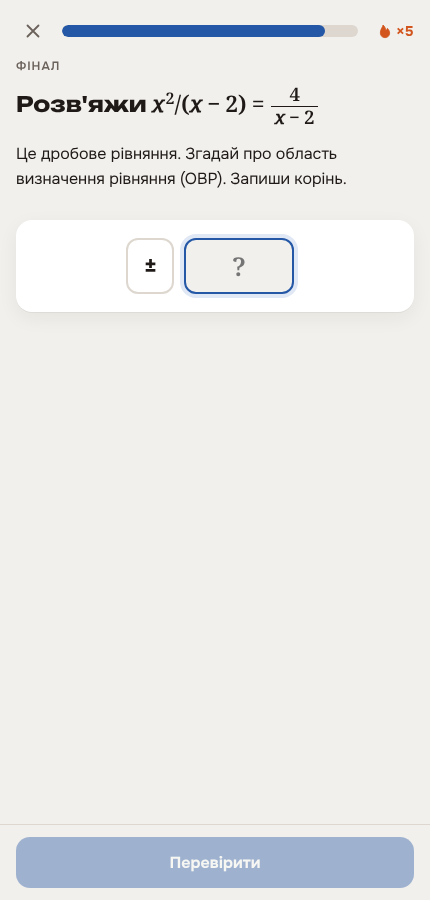 ×5
ФІНАЛ
Розв'яжи x²/(x − 2) = 4/(x − 2)
Це дробове рівняння. Згадай про область
визначення рівняння (ОВР). Запиши корінь.
± ?
Перевірити